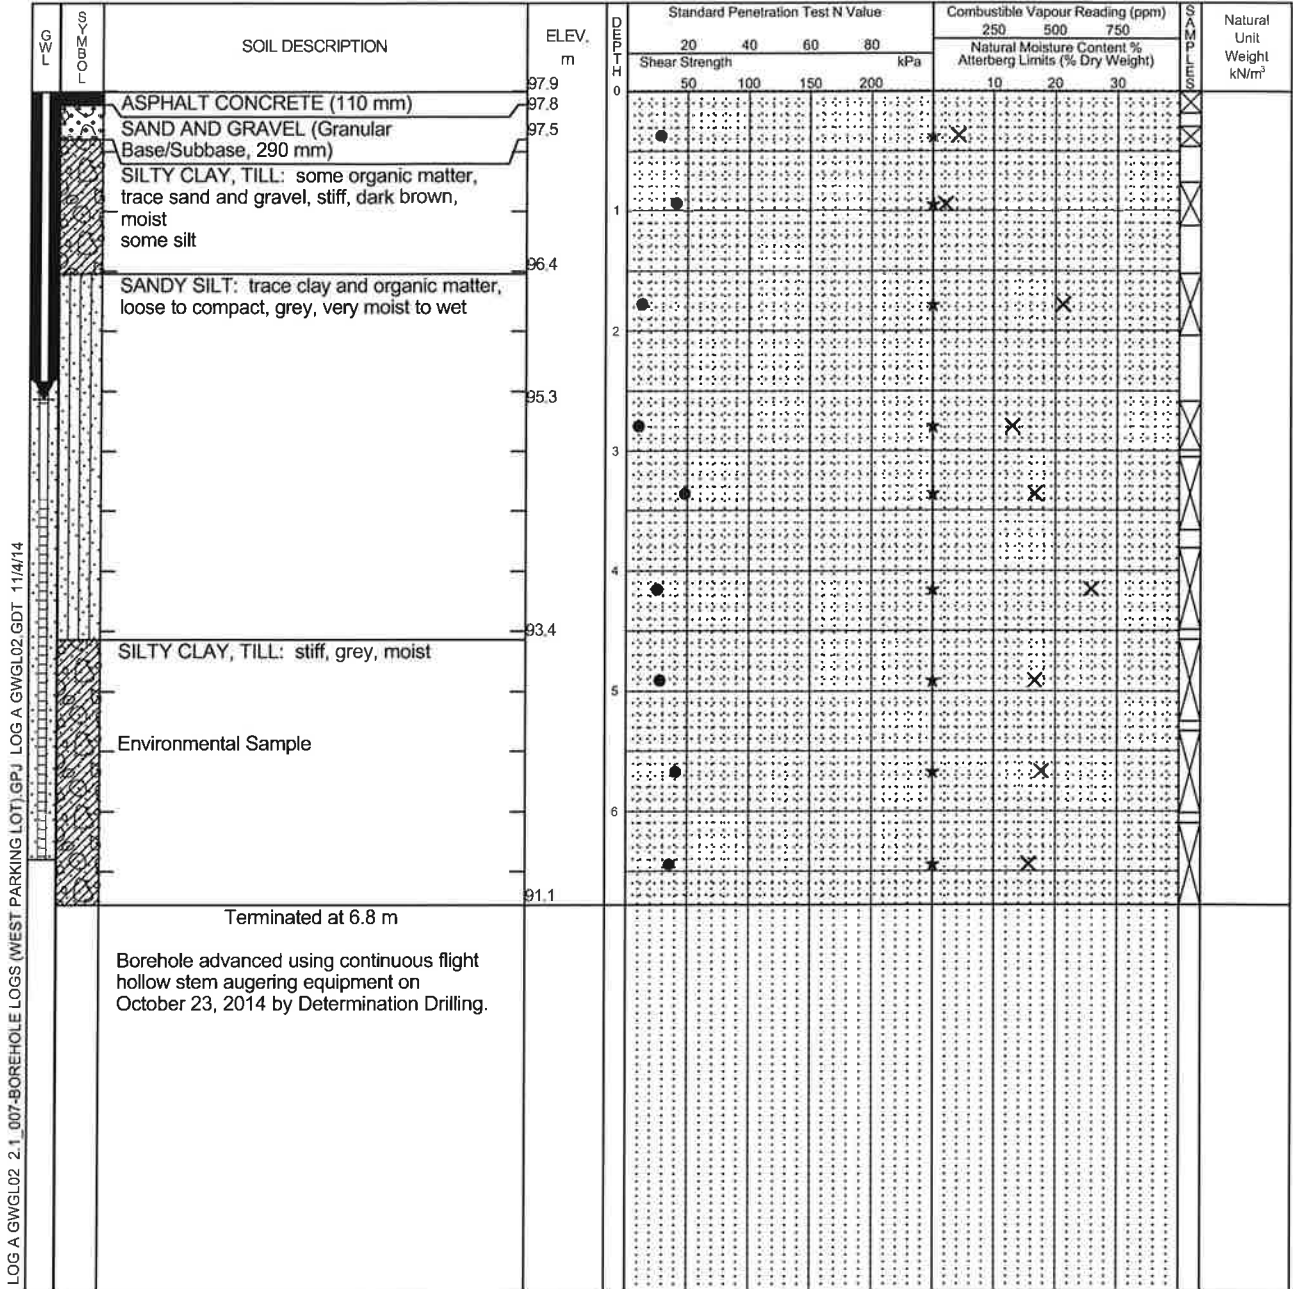 GWL
SYMBOL
SOIL DESCRIPTION
ELEV.
m
DEPTH
Standard Penetration Test N Value
20 40 60 80
Shear Strength kPa
50 100 150 200
Combustible Vapour Reading (ppm)
250 500 750
Natural Moisture Content %
Atterberg Limits (% Dry Weight)
10 20 30
SAMPLES
Natural
Unit
Weight
kN/m³
97.9
0
ASPHALT CONCRETE (110 mm)
97.8
SAND AND GRAVEL (Granular
Base/Subbase, 290 mm)
97.5
SILTY CLAY, TILL: some organic matter,
trace sand and gravel, stiff, dark brown,
moist
some silt
1
96.4
SANDY SILT: trace clay and organic matter,
loose to compact, grey, very moist to wet
2
95.3
3
4
93.4
SILTY CLAY, TILL: stiff, grey, moist
5
Environmental Sample
6
91.1
Terminated at 6.8 m
Borehole advanced using continuous flight
hollow stem augering equipment on
October 23, 2014 by Determination Drilling.
LOG A GWGL02 2.1_007-BOREHOLE LOGS (WEST PARKING LOT).GPJ LOG A GWGL02.GDT 11/4/14